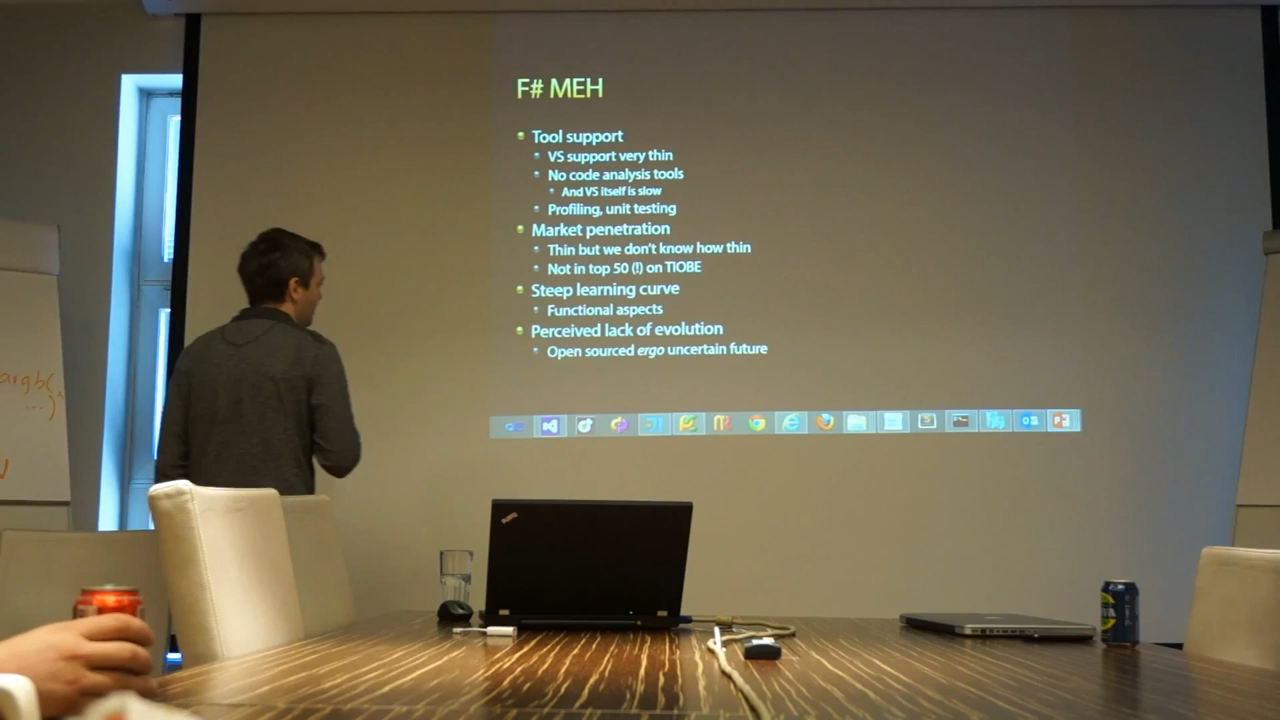 F# MEH
Tool support
VS support very thin
No code analysis tools
And VS itself is slow
Profiling, unit testing
Market penetration
Thin but we don't know how thin
Not in top 50 (!) on TIOBE
Steep learning curve
Functional aspects
Perceived lack of evolution
Open sourced ergo uncertain future
argb(
...)